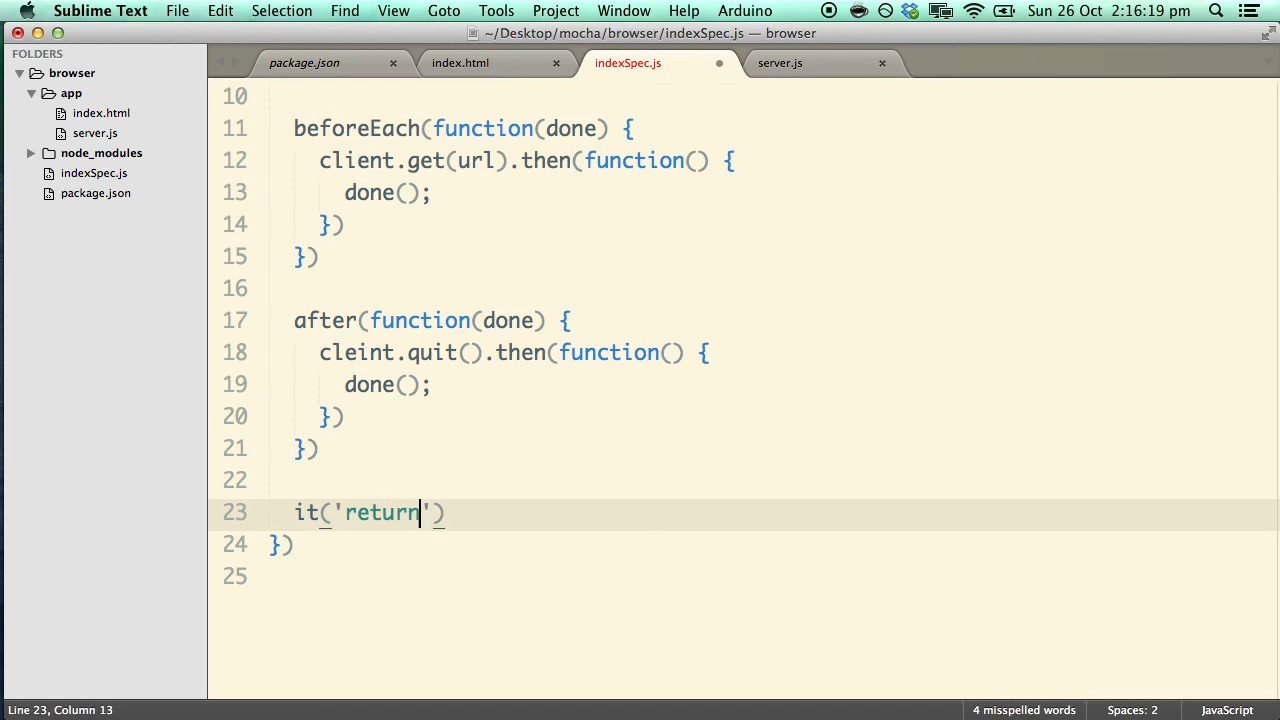 Sublime Text File Edit Selection Find View Goto Tools Project Window Help Arduino Sun 26 Oct 2:16:19 pm
~/Desktop/mocha/browser/indexSpec.js — browser
FOLDERS
browser
app
index.html
server.js
node_modules
indexSpec.js
package.json
package.json × index.html × indexSpec.js server.js ×
10
11 beforeEach(function(done) {
12 client.get(url).then(function() {
13 done();
14 })
15 })
16
17 after(function(done) {
18 cleint.quit().then(function() {
19 done();
20 })
21 })
22
23 it('return')
24 })
25
Line 23, Column 13 4 misspelled words Spaces: 2 JavaScript